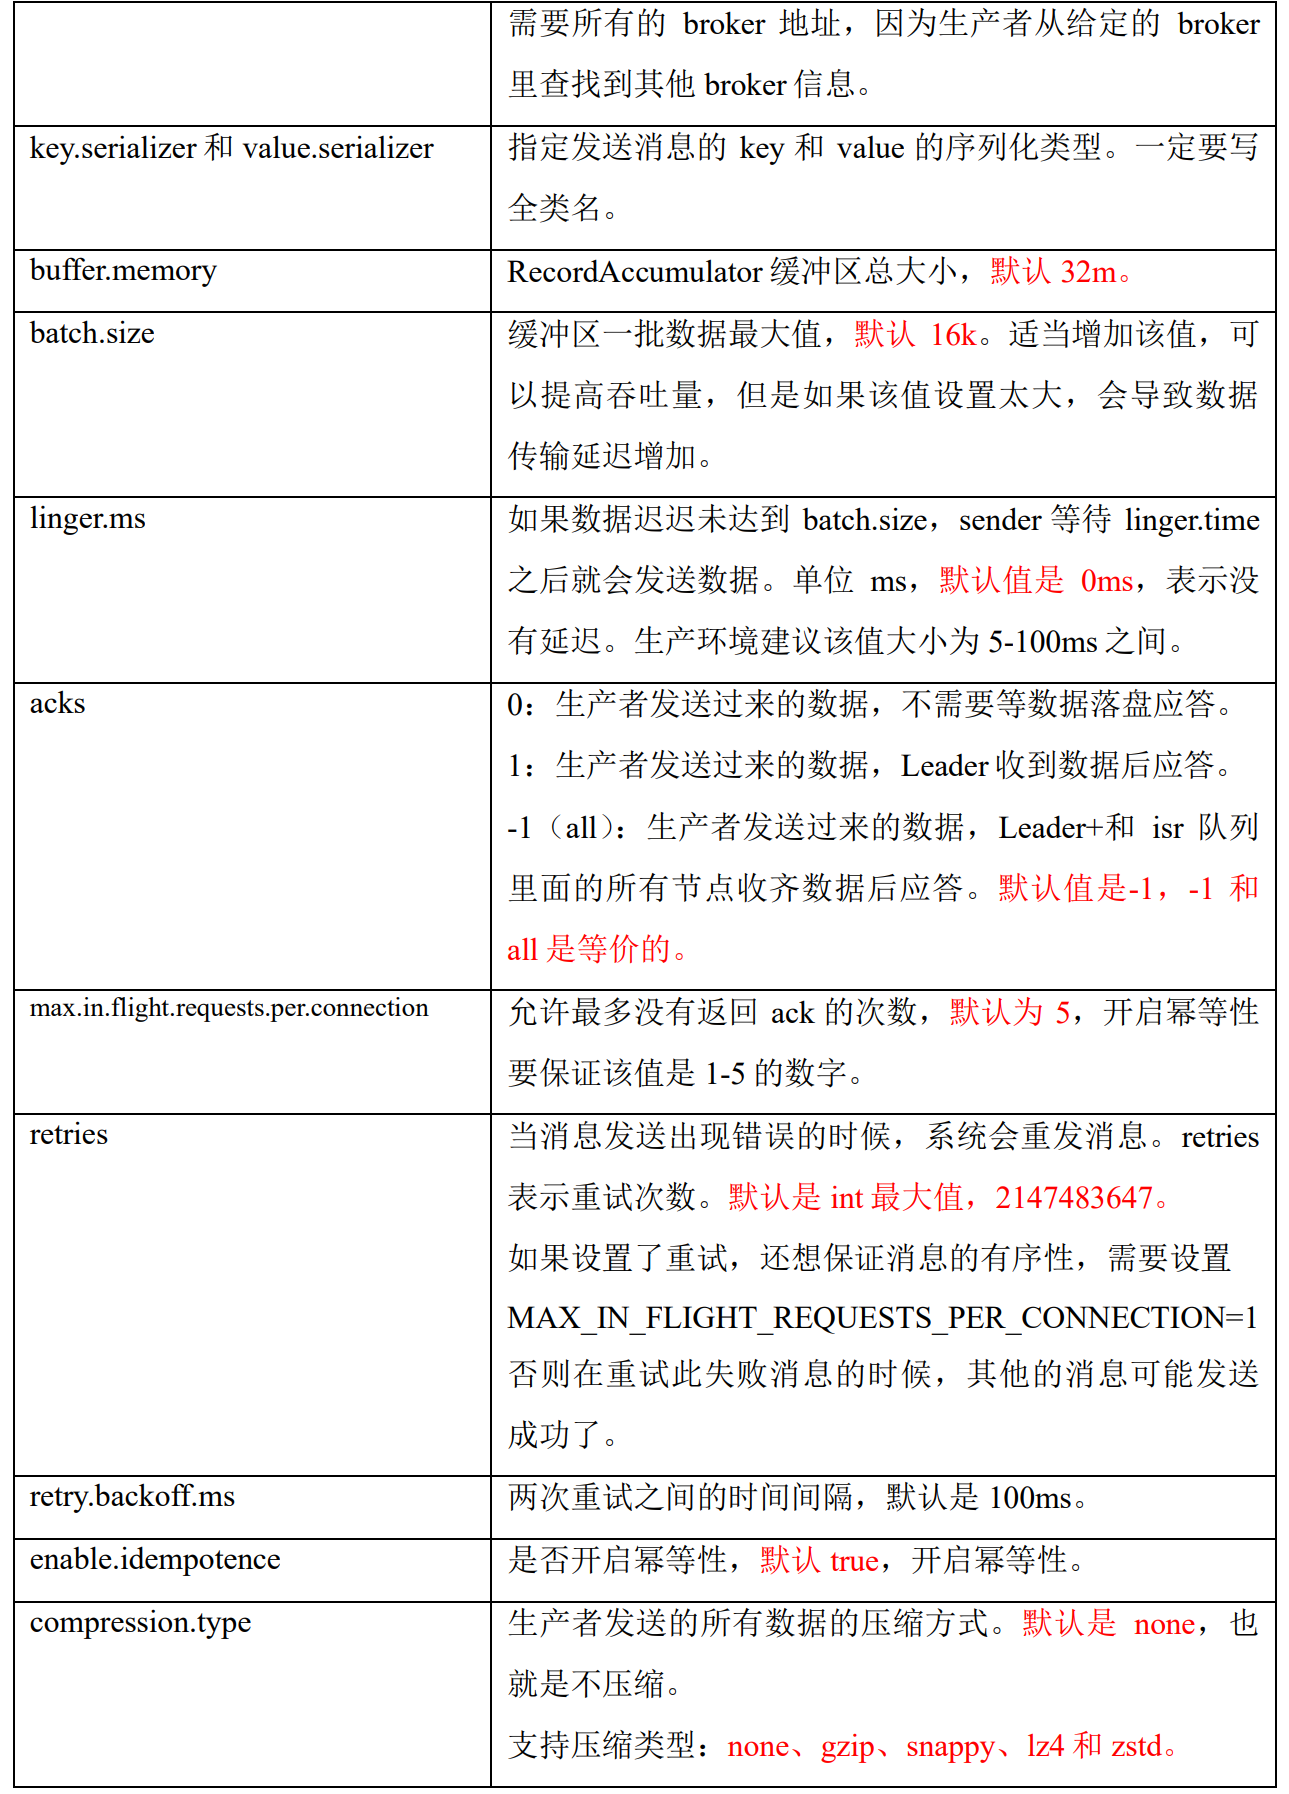 需要所有的 broker 地址，因为生产者从给定的 broker
里查找到其他 broker 信息。
key.serializer 和 value.serializer
指定发送消息的 key 和 value 的序列化类型。一定要写
全类名。
buffer.memory
RecordAccumulator 缓冲区总大小，默认 32m。
batch.size
缓冲区一批数据最大值，默认 16k。适当增加该值，可
以提高吞吐量，但是如果该值设置太大，会导致数据
传输延迟增加。
linger.ms
如果数据迟迟未达到 batch.size，sender 等待 linger.time
之后就会发送数据。单位 ms，默认值是 0ms，表示没
有延迟。生产环境建议该值大小为 5-100ms 之间。
acks
0：生产者发送过来的数据，不需要等数据落盘应答。
1：生产者发送过来的数据，Leader 收到数据后应答。
-1（all）：生产者发送过来的数据，Leader+和 isr 队列
里面的所有节点收齐数据后应答。默认值是-1，-1 和
all 是等价的。
max.in.flight.requests.per.connection
允许最多没有返回 ack 的次数，默认为 5，开启幂等性
要保证该值是 1-5 的数字。
retries
当消息发送出现错误的时候，系统会重发消息。retries
表示重试次数。默认是 int 最大值，2147483647。
如果设置了重试，还想保证消息的有序性，需要设置
MAX_IN_FLIGHT_REQUESTS_PER_CONNECTION=1
否则在重试此失败消息的时候，其他的消息可能发送
成功了。
retry.backoff.ms
两次重试之间的时间间隔，默认是 100ms。
enable.idempotence
是否开启幂等性，默认 true，开启幂等性。
compression.type
生产者发送的所有数据的压缩方式。默认是 none，也
就是不压缩。
支持压缩类型：none、gzip、snappy、lz4 和 zstd。